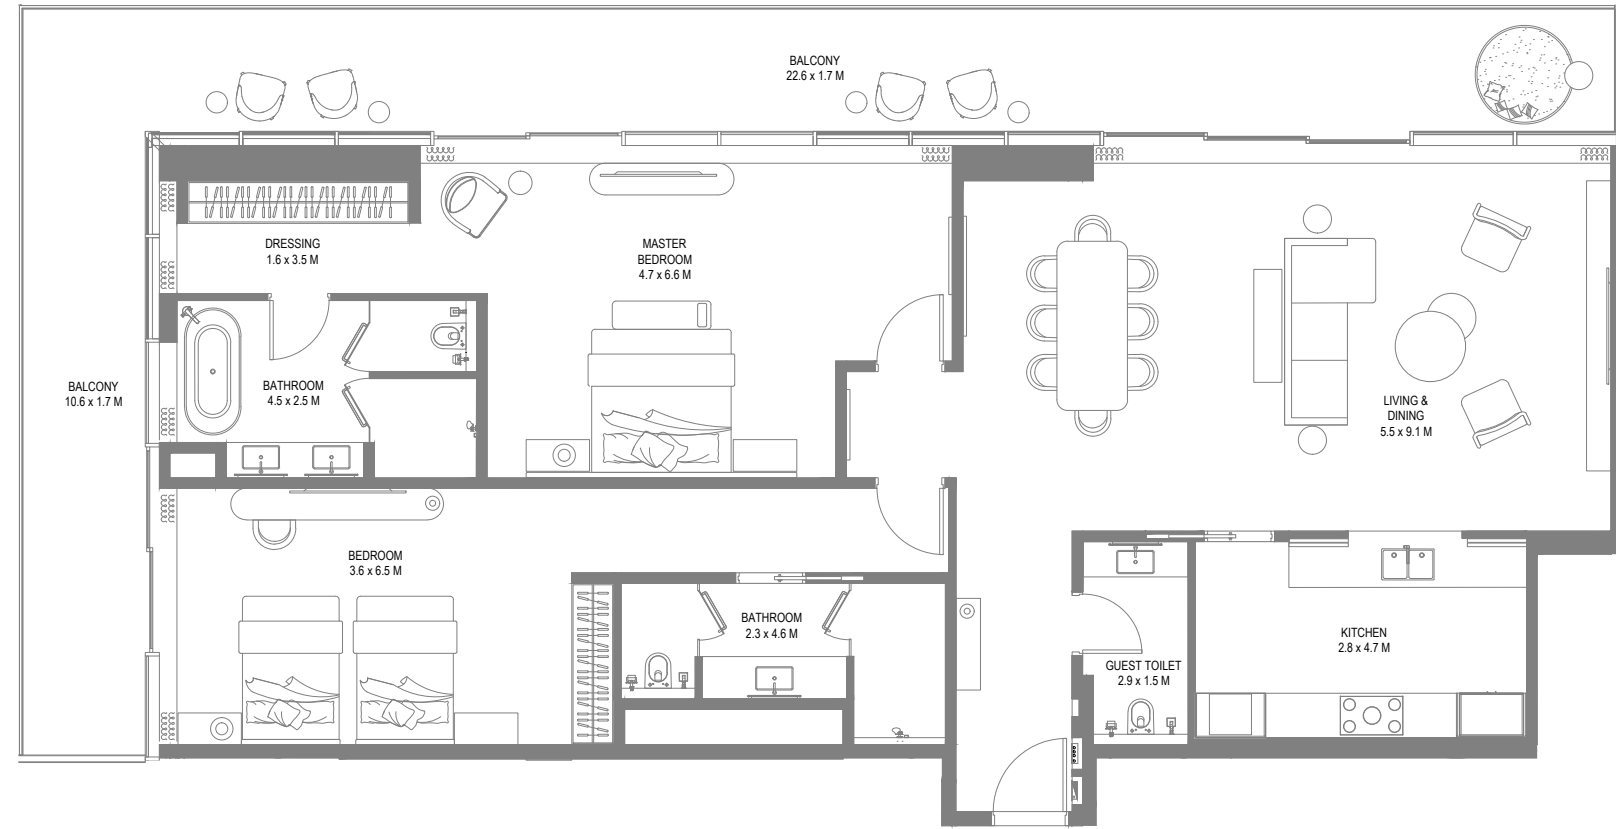 BALCONY
22.6 x 1.7 M
DRESSING
1.6 x 3.5 M
MASTER
BEDROOM
4.7 x 6.6 M
BALCONY
10.6 x 1.7 M
BATHROOM
4.5 x 2.5 M
LIVING &
DINING
5.5 x 9.1 M
BEDROOM
3.6 x 6.5 M
BATHROOM
2.3 x 4.6 M
GUEST TOILET
2.9 x 1.5 M
KITCHEN
2.8 x 4.7 M